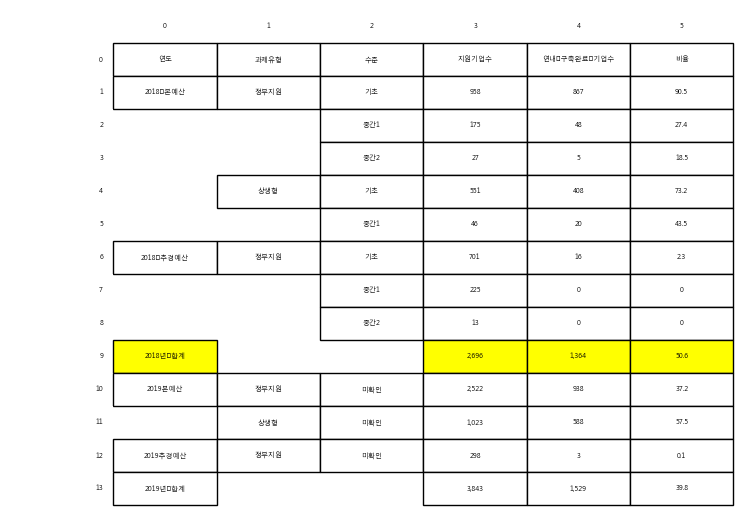 0 1 2 3 4 5
0 연도 과제유형 수준 지원기업수 연내□구축완료□기업수 비율
1 2018□본예산 정부지원 기초 958 867 90.5
2 중간1 175 48 27.4
3 중간2 27 5 18.5
4 상생형 기초 551 408 73.2
5 중간1 46 20 43.5
6 2018□추경예산 정부지원 기초 701 16 2.3
7 중간1 225 0 0
8 중간2 13 0 0
9 2018년□합계 2,696 1,364 50.6
10 2019본예산 정부지원 미확인 2,522 938 37.2
11 상생형 미확인 1,023 588 57.5
12 2019추경예산 정부지원 미확인 298 3 0.1
13 2019년□합계 3,843 1,529 39.8